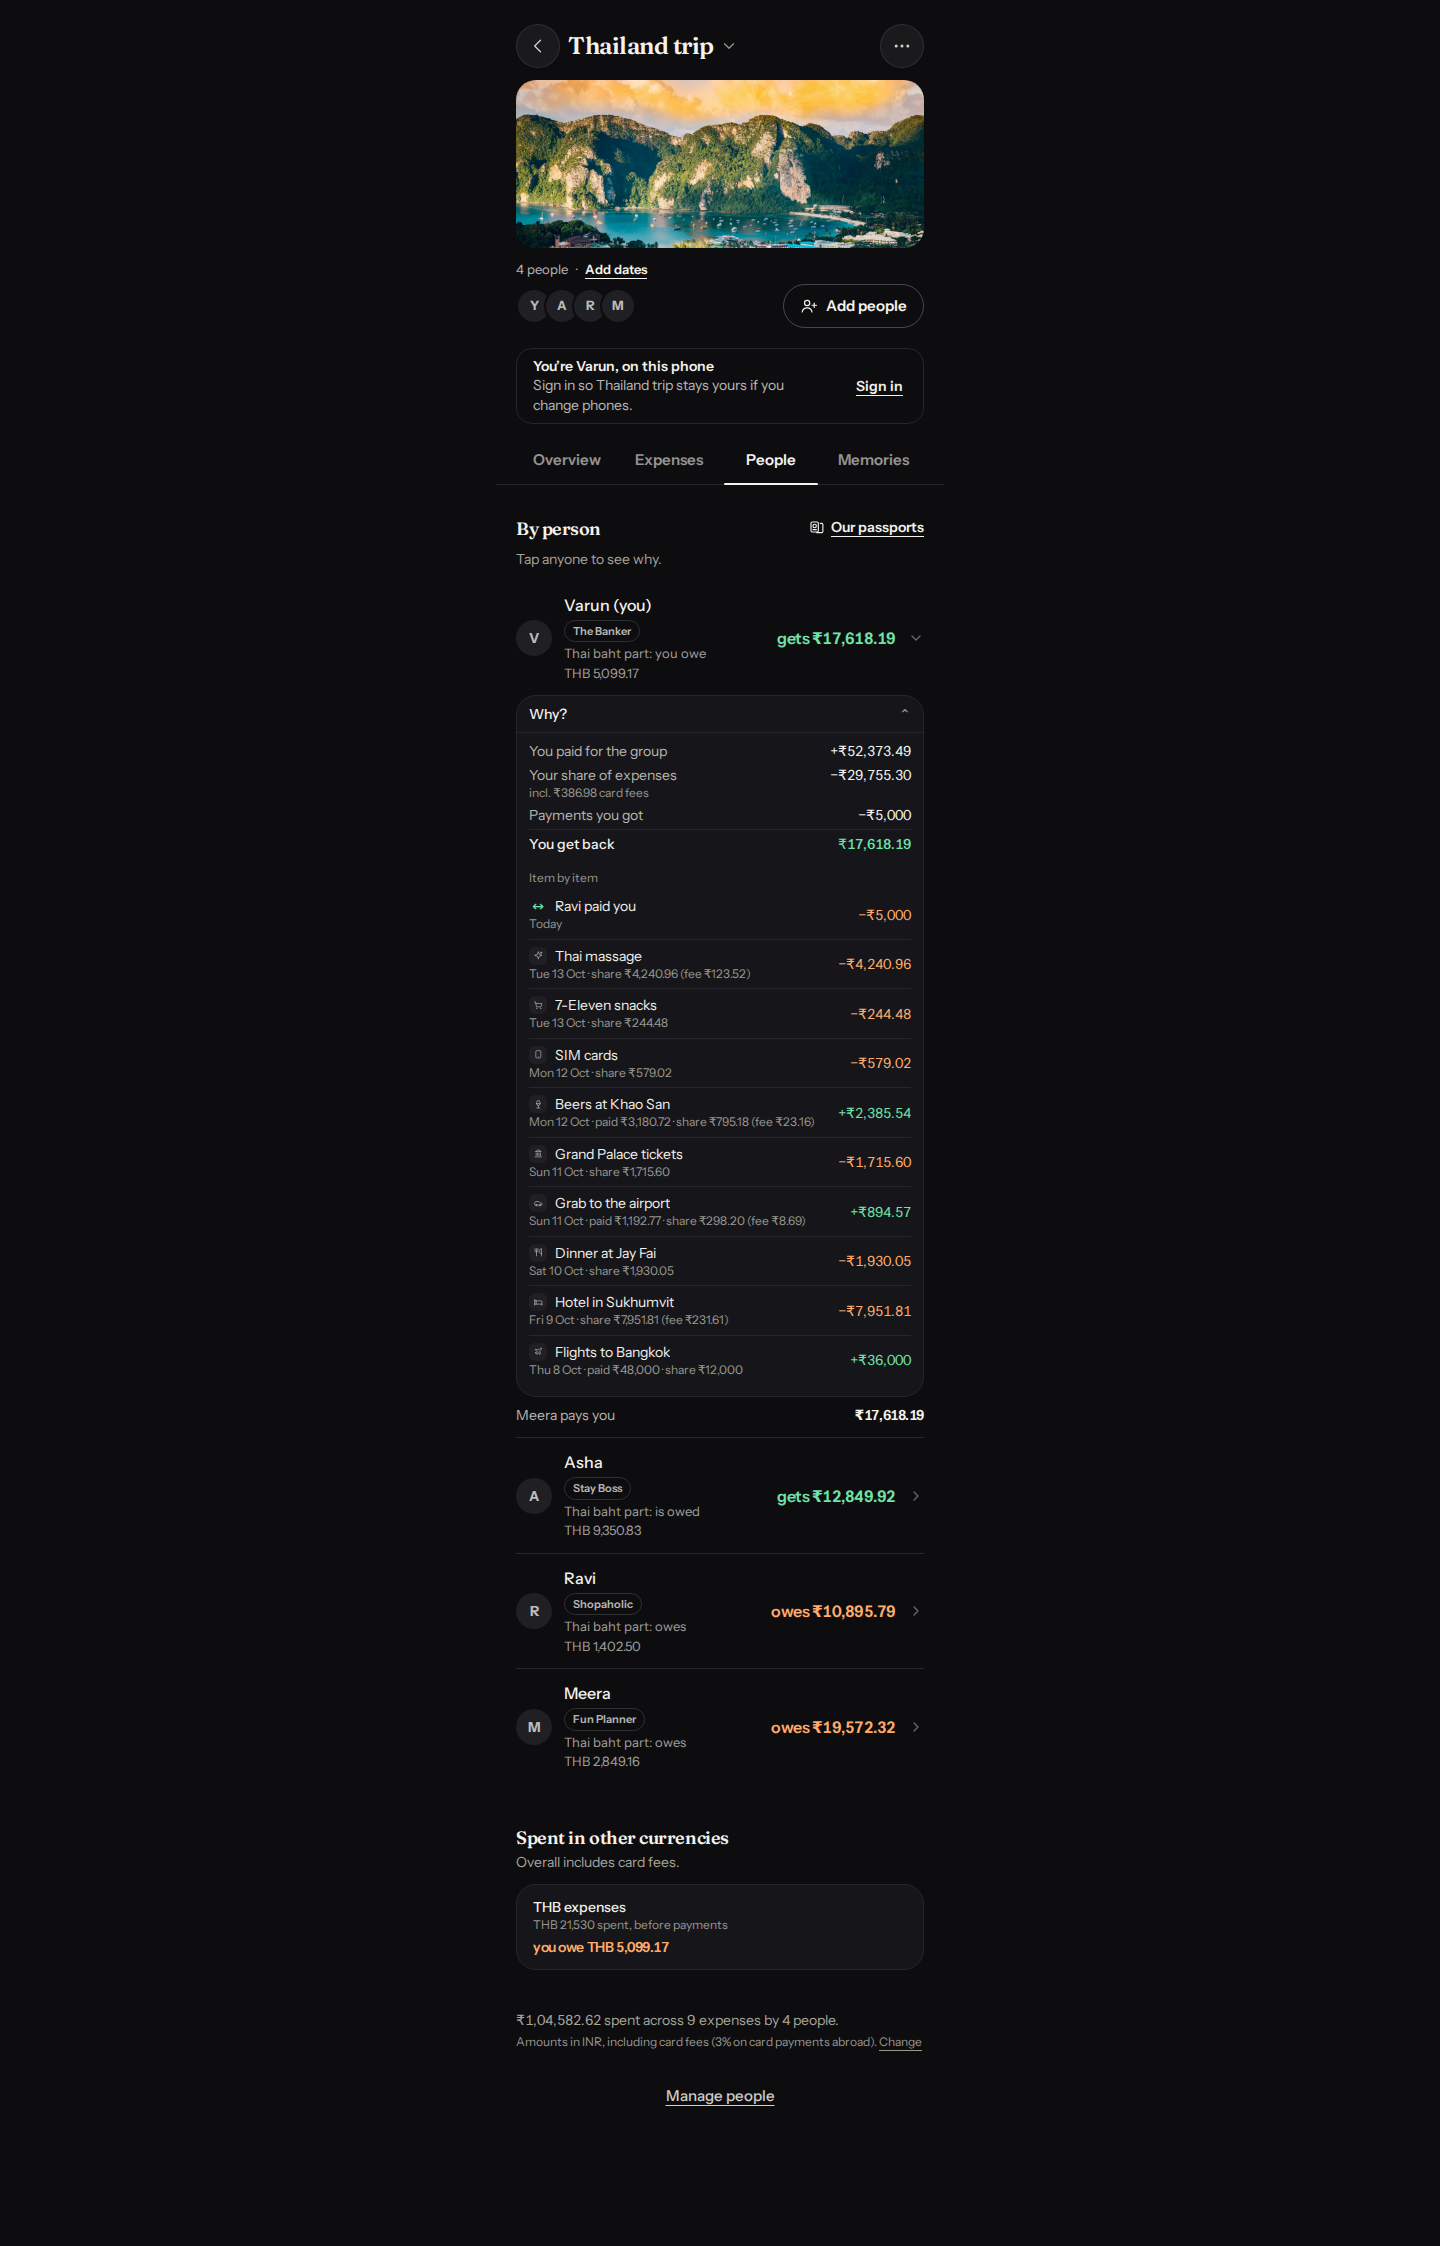 Thailand trip
4 people · Add dates
Y A R M
Add people
You're Varun, on this phone
Sign in so Thailand trip stays yours if you
change phones.
Sign in
Overview Expenses People Memories
By person
Our passports
Tap anyone to see why.
V
Varun (you)
The Banker
Thai baht part: you owe
THB 5,099.17
gets ₹17,618.19
Why?
You paid for the group +₹52,373.49
Your share of expenses −₹29,755.30
incl. ₹386.98 card fees
Payments you got −₹5,000
You get back ₹17,618.19
Item by item
Ravi paid you
Today
−₹5,000
Thai massage
Tue 13 Oct · share ₹4,240.96 (fee ₹123.52)
−₹4,240.96
7-Eleven snacks
Tue 13 Oct · share ₹244.48
−₹244.48
SIM cards
Mon 12 Oct · share ₹579.02
−₹579.02
Beers at Khao San
Mon 12 Oct · paid ₹3,180.72 · share ₹795.18 (fee ₹23.16)
+₹2,385.54
Grand Palace tickets
Sun 11 Oct · share ₹1,715.60
−₹1,715.60
Grab to the airport
Sun 11 Oct · paid ₹1,192.77 · share ₹298.20 (fee ₹8.69)
+₹894.57
Dinner at Jay Fai
Sat 10 Oct · share ₹1,930.05
−₹1,930.05
Hotel in Sukhumvit
Fri 9 Oct · share ₹7,951.81 (fee ₹231.61)
−₹7,951.81
Flights to Bangkok
Thu 8 Oct · paid ₹48,000 · share ₹12,000
+₹36,000
Meera pays you ₹17,618.19
A
Asha
Stay Boss
Thai baht part: is owed
THB 9,350.83
gets ₹12,849.92
R
Ravi
Shopaholic
Thai baht part: owes
THB 1,402.50
owes ₹10,895.79
M
Meera
Fun Planner
Thai baht part: owes
THB 2,849.16
owes ₹19,572.32
Spent in other currencies
Overall includes card fees.
THB expenses
THB 21,530 spent, before payments
you owe THB 5,099.17
₹1,04,582.62 spent across 9 expenses by 4 people.
Amounts in INR, including card fees (3% on card payments abroad). Change
Manage people